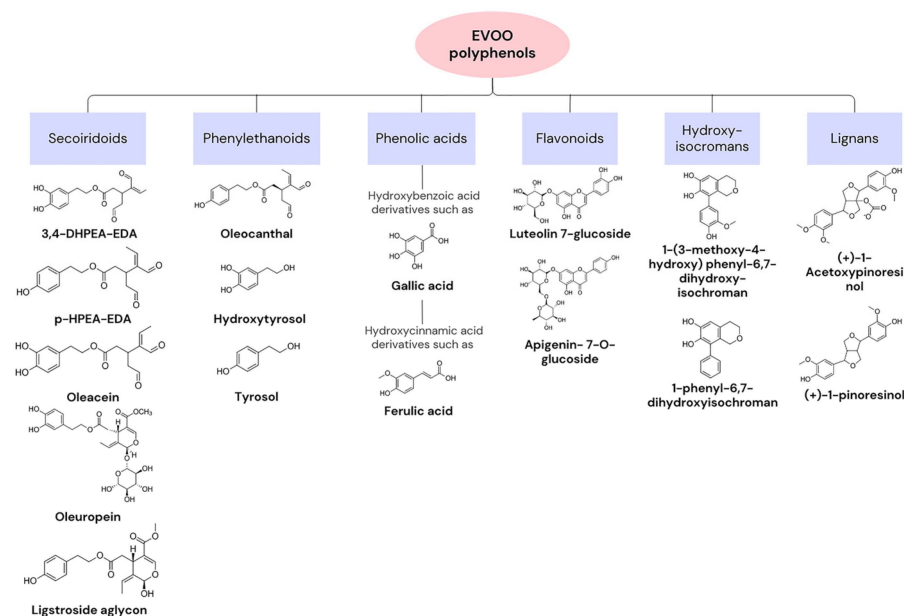 EVOO
polyphenols
Secoiridoids
Phenylethanoids
Phenolic acids
Flavonoids
Hydroxy-
isocromans
Lignans
3,4-DHPEA-EDA
p-HPEA-EDA
Oleacein
Oleuropein
Ligstroside aglycon
Oleocanthal
Hydroxytyrosol
Tyrosol
Hydroxybenzoic acid
derivatives such as
Gallic acid
Hydroxycinnamic acid
derivatives such as
Ferulic acid
Luteolin 7-glucoside
Apigenin- 7-O-
glucoside
1-(3-methoxy-4-
hydroxy) phenyl-6,7-
dihydroxy-
isochroman
1-phenyl-6,7-
dihydroxyisochroman
(+)-1-
Acetoxypinoresi
nol
(+)-1-pinoresinol